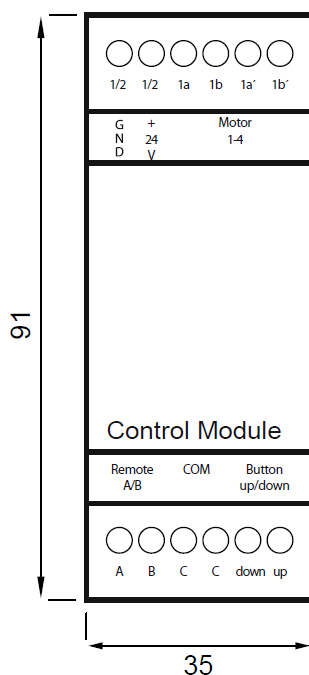 1/2 1/2 1a 1b 1a´ 1b´
G
N
D
+
24
V
Motor
1-4
91
Control Module
Remote
A/B
COM
Button
up/down
A B C C down up
35